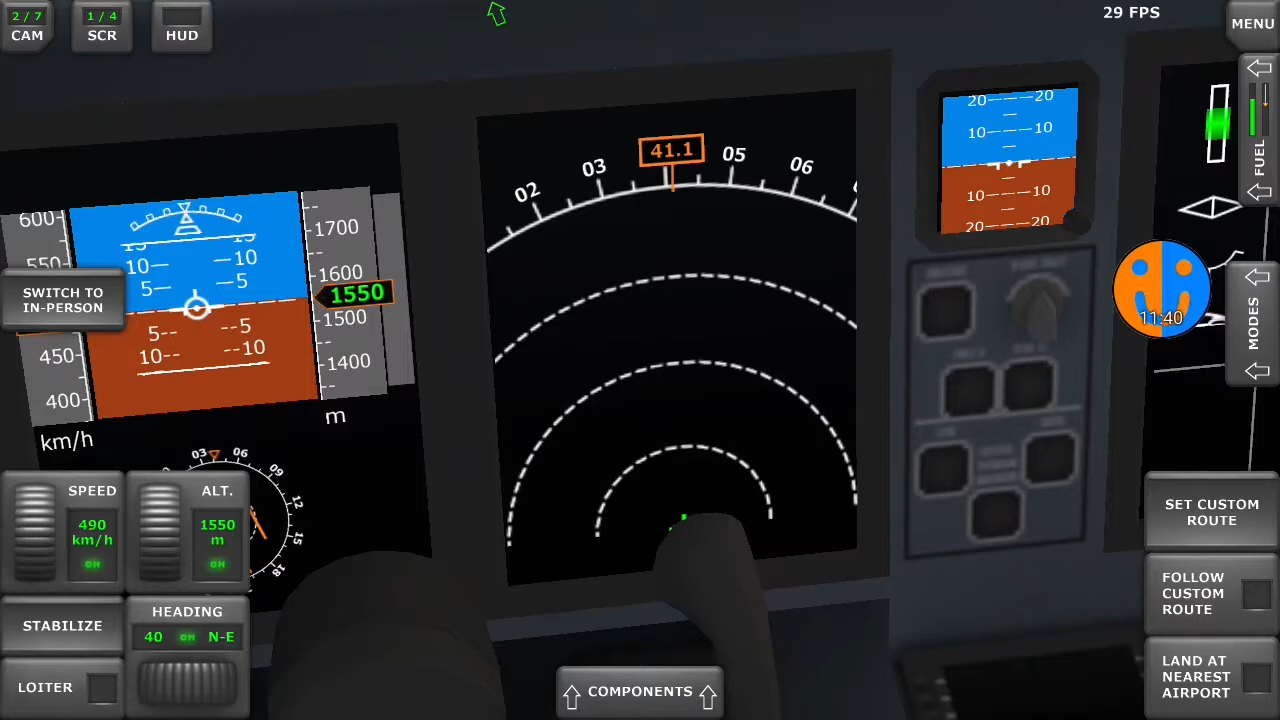 2 / 7
CAM
1 / 4
SCR
HUD
29 FPS
MENU
FUEL
MODES
11:40
SWITCH TO
IN-PERSON
600
550
450
400
km/h
15 15
10 10
5 5
5 5
10 10
1700
1600
1550
1500
1400
m
02 03 41.1 05 06
20 20
10 10
10 10
20 20
03 06 09 12 15 18
SPEED
490
km/h
ON
ALT.
1550
m
ON
STABILIZE
HEADING
40 ON N-E
LOITER
COMPONENTS
SET CUSTOM
ROUTE
FOLLOW
CUSTOM
ROUTE
LAND AT
NEAREST
AIRPORT